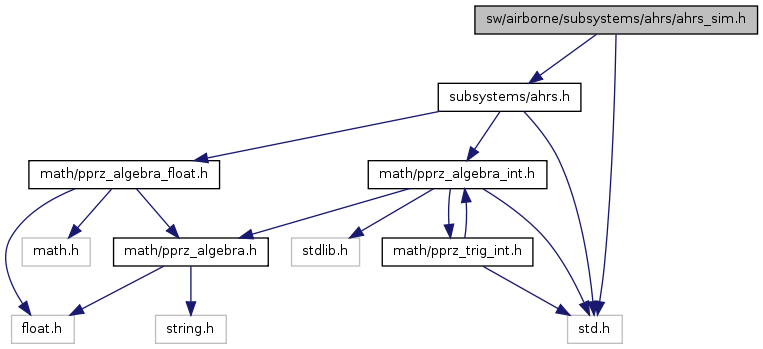 sw/airborne/subsystems/ahrs/ahrs_sim.h
subsystems/ahrs.h
math/pprz_algebra_float.h
math/pprz_algebra_int.h
math.h
math/pprz_algebra.h
stdlib.h
math/pprz_trig_int.h
float.h
string.h
std.h